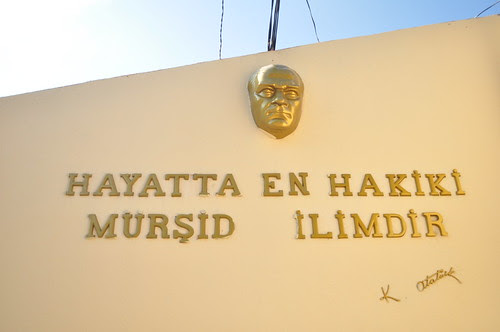 HAYATTA EN HAKİKİ
MÜRŞİD İLİMDİR
K Atatürk